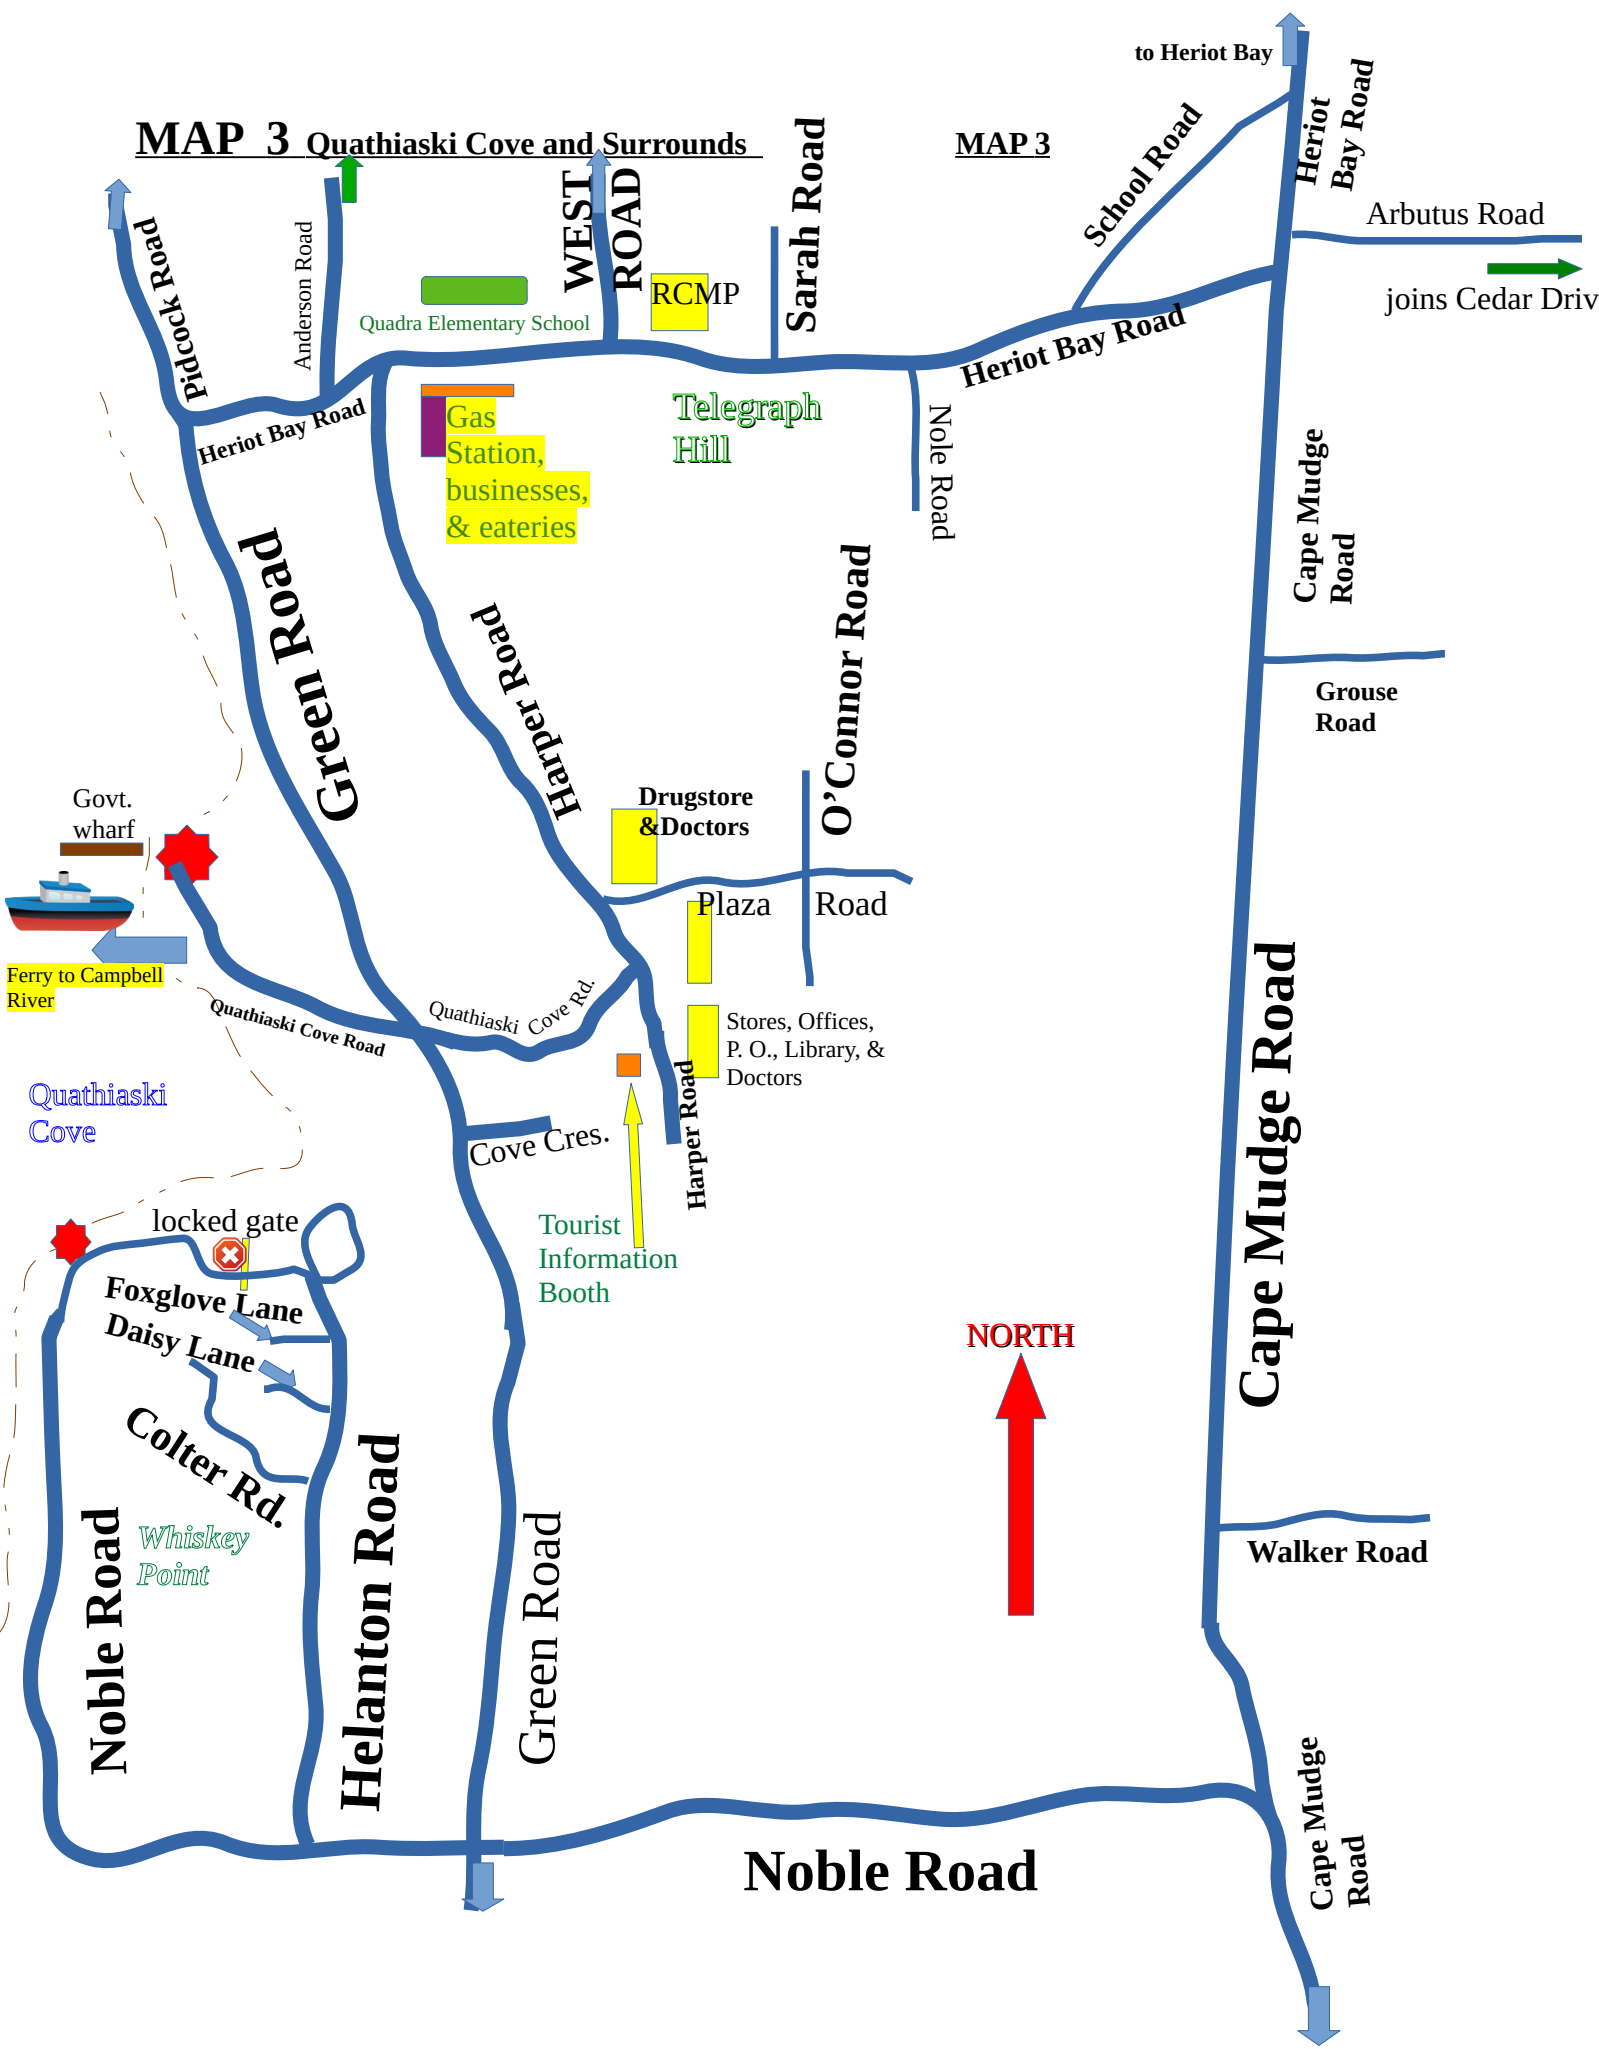 to Heriot Bay
MAP 3 Quathiaski Cove and Surrounds
MAP 3
Heriot
Bay Road
School Road
Sarah Road
WEST
ROAD
Arbutus Road
joins Cedar Driv
Pidcock Road
Anderson Road
RCMP
Quadra Elementary School
Heriot Bay Road
Heriot Bay Road
Gas
Station,
businesses,
& eateries
Telegraph
Hill
Nole Road
Cape Mudge
Road
Green Road
Harper Road
O’Connor Road
Grouse
Road
Govt.
wharf
Drugstore
&Doctors
Plaza Road
Ferry to Campbell
River
Quathiaski Cove Road
Quathiaski Cove Rd.
Stores, Offices,
P. O., Library, &
Doctors
Quathiaski
Cove
Cove Cres.
Harper Road
Cape Mudge Road
locked gate
Tourist
Information
Booth
Foxglove Lane
Daisy Lane
NORTH
Colter Rd.
Whiskey
Point
Noble Road
Helanton Road
Green Road
Walker Road
Cape Mudge
Road
Noble Road